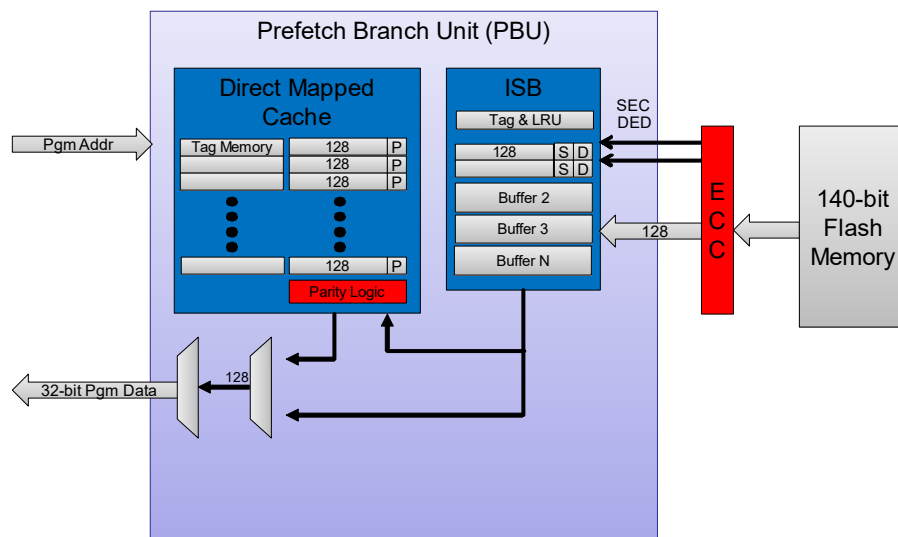 Prefetch Branch Unit (PBU)
Direct Mapped
Cache
Tag Memory
128 P
128 P
128 P
128 P
Parity Logic
ISB
Tag & LRU
128 S D
S D
Buffer 2
Buffer 3
Buffer N
SEC
DED
128
E
C
C
140-bit
Flash
Memory
Pgm Addr
128
32-bit Pgm Data